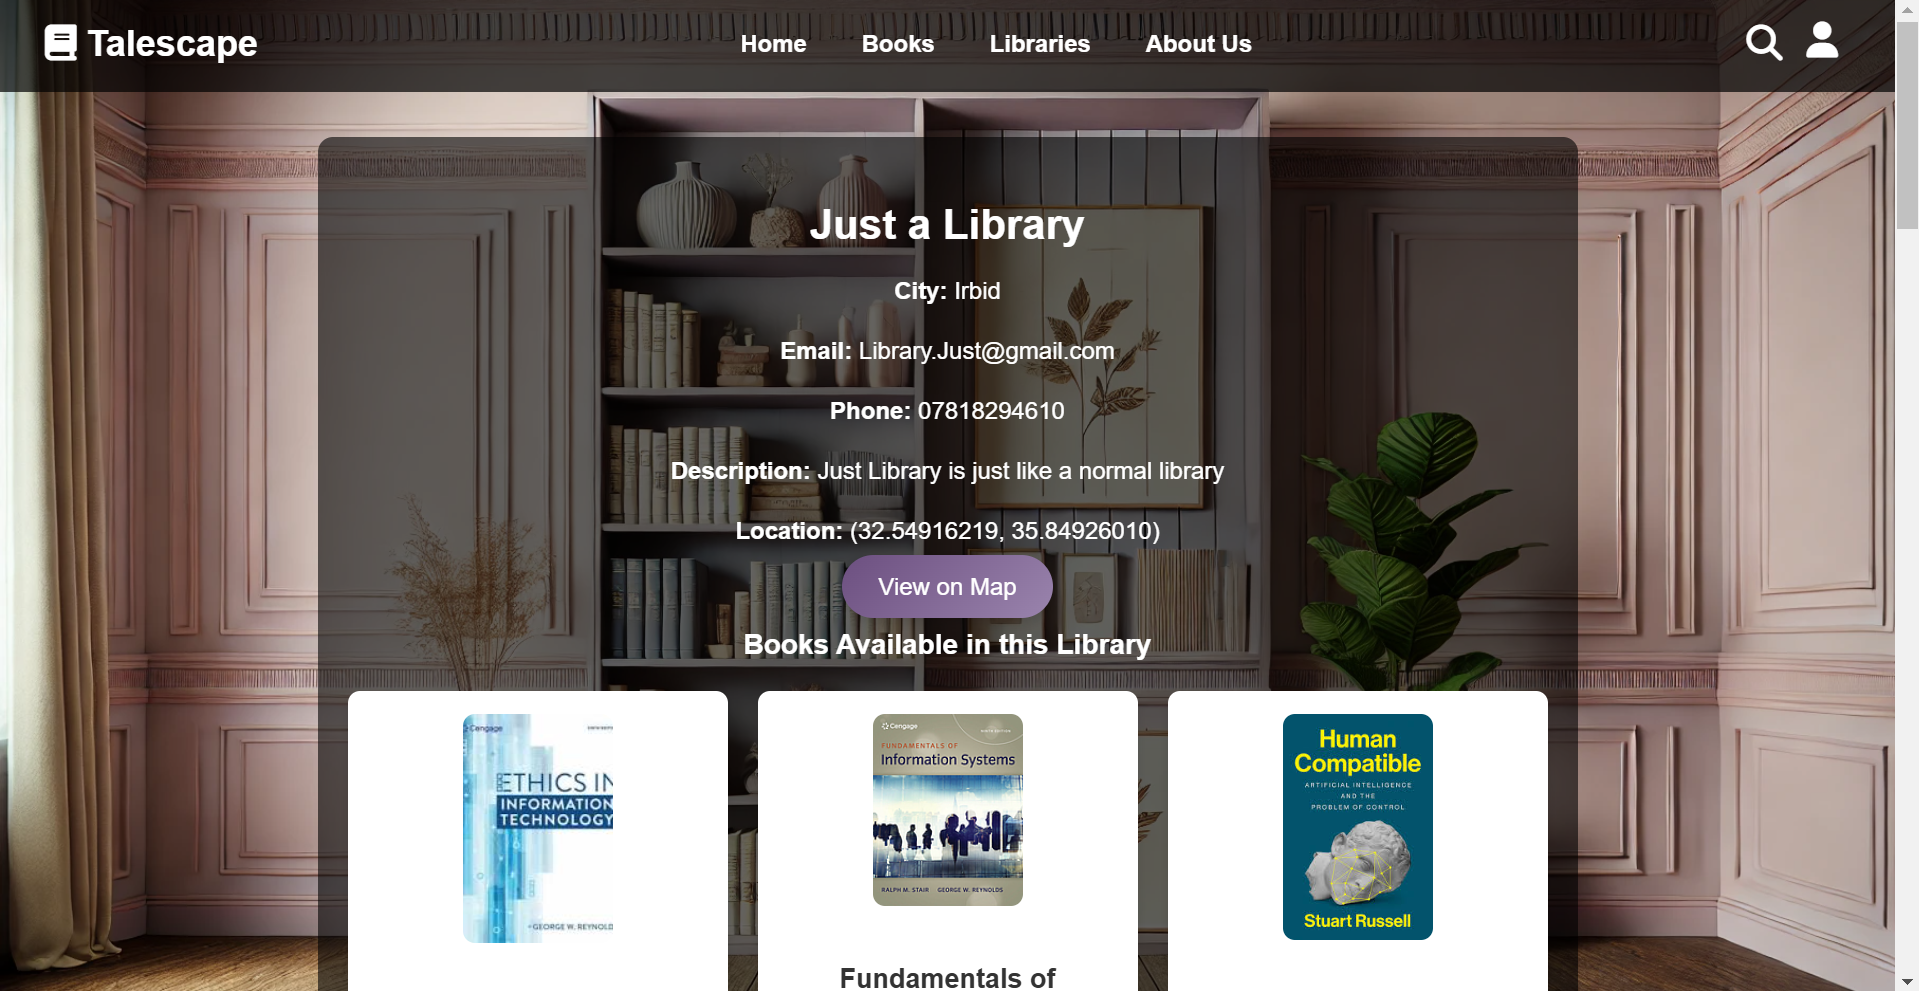 Talescape
Home
Books
Libraries
About Us
Just a Library
City: Irbid
Email: Library.Just@gmail.com
Phone: 07818294610
Description: Just Library is just like a normal library
Location: (32.54916219, 35.84926010)
View on Map
Books Available in this Library
Cengage
ETHICS IN
INFORMATION
TECHNOLOGY
GEORGE W. REYNOLD
Cengage
NINTH EDITION
FUNDAMENTALS OF
Information Systems
RALPH M. STAIR GEORGE W. REYNOLDS
Human
Compatible
ARTIFICIAL INTELLIGENCE
AND THE
PROBLEM OF CONTROL
Stuart Russell
Fundamentals of